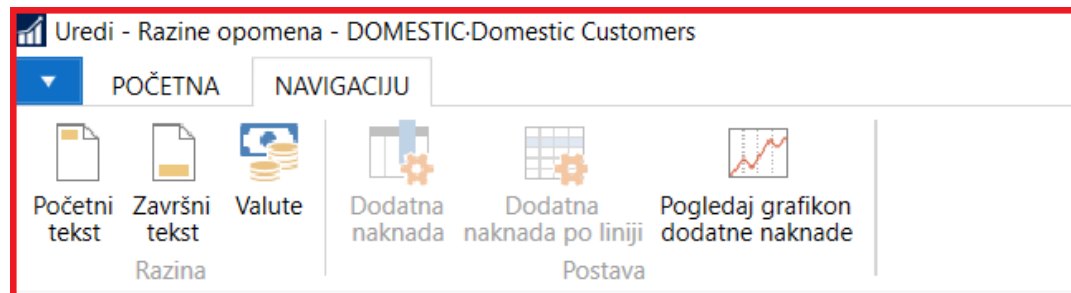 Uredi - Razine opomena - DOMESTIC·Domestic Customers
POČETNA NAVIGACIJU
Početni tekst
Završni tekst
Valute
Dodatna naknada
Dodatna naknada po liniji
Pogledaj grafikon dodatne naknade
Razina
Postava